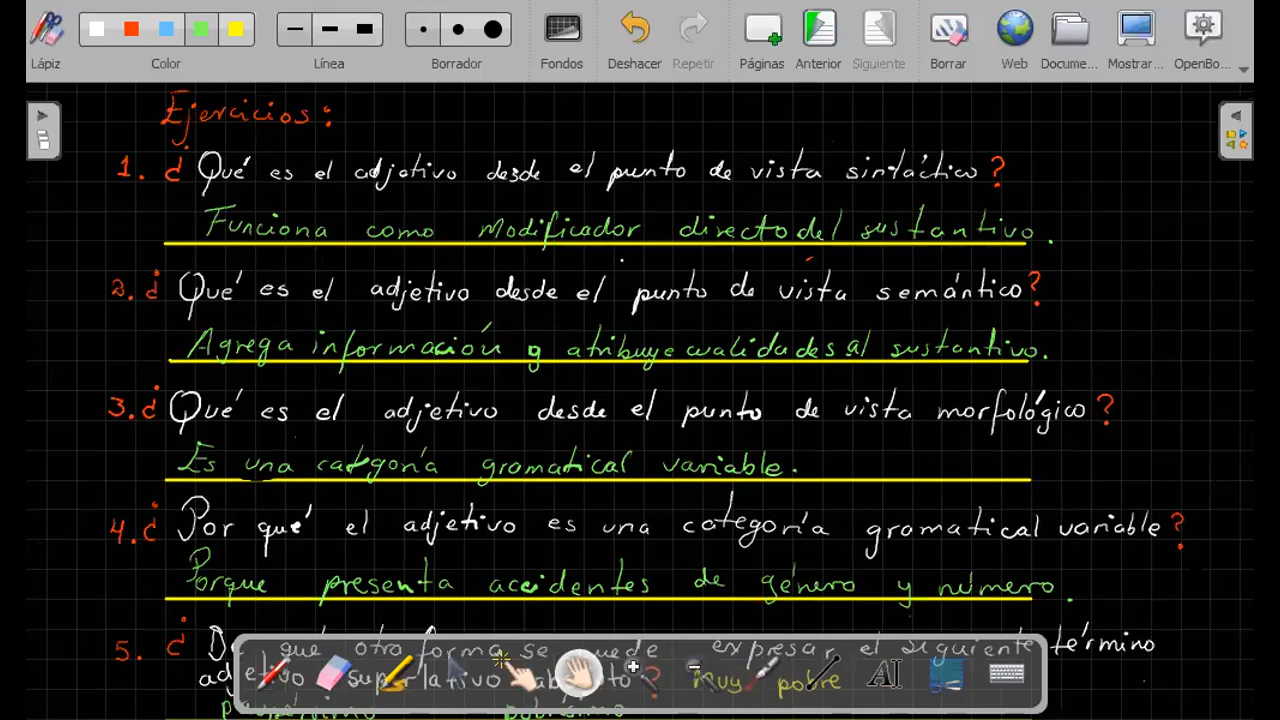 Lápiz Color Línea Borrador Fondos Deshacer Repetir Páginas Anterior Siguiente Borrar Web Docume... Mostrar... OpenBo...
Ejercicios:
1. ¿Qué es el adjetivo desde el punto de vista sintáctico?
Funciona como modificador directo del sustantivo.
2. ¿Qué es el adjetivo desde el punto de vista semántico?
Agrega información y atribuye cualidades al sustantivo.
3. ¿Qué es el adjetivo desde el punto de vista morfológico?
Es una categoría gramatical variable.
4. ¿Por qué el adjetivo es una categoría gramatical variable?
Porque presenta accidentes de género y número.
5. ¿De qué otra forma se puede expresar el siguiente término
adjetivo superlativo absoluto? Muy pobre
paupérrimo pobrísimo